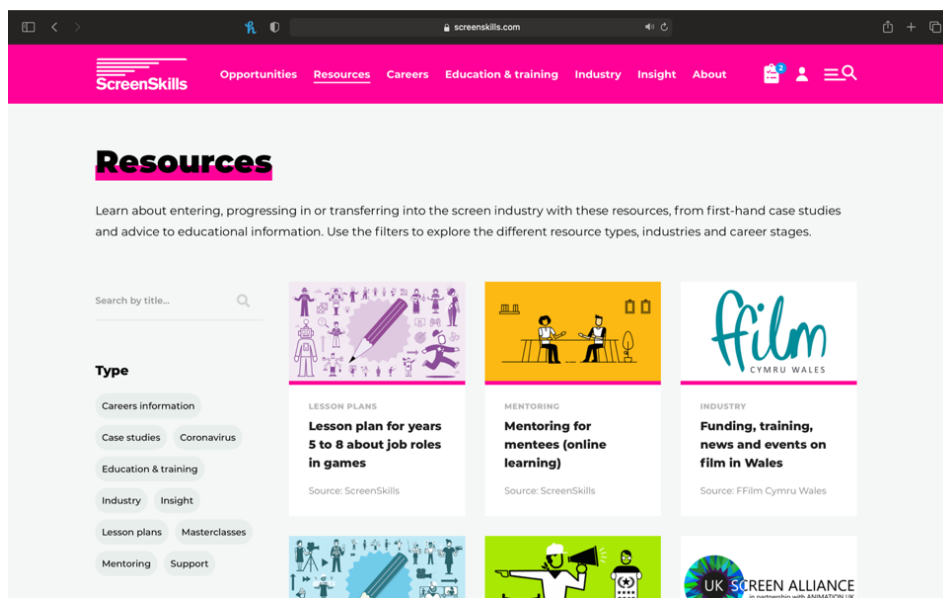 screenskills.com
ScreenSkills
Opportunities Resources Careers Education & training Industry Insight About
2
Resources
Learn about entering, progressing in or transferring into the screen industry with these resources, from first-hand case studies
and advice to educational information. Use the filters to explore the different resource types, industries and career stages.
Search by title...
Type
Careers information
Case studies Coronavirus
Education & training
Industry Insight
Lesson plans Masterclasses
Mentoring Support
LESSON PLANS
Lesson plan for years
5 to 8 about job roles
in games
Source: ScreenSkills
MENTORING
Mentoring for
mentees (online
learning)
Source: ScreenSkills
ffilm
CYMRU WALES
INDUSTRY
Funding, training,
news and events on
film in Wales
Source: FFilm Cymru Wales
UK SCREEN ALLIANCE
in partnership with ANIMATION UK